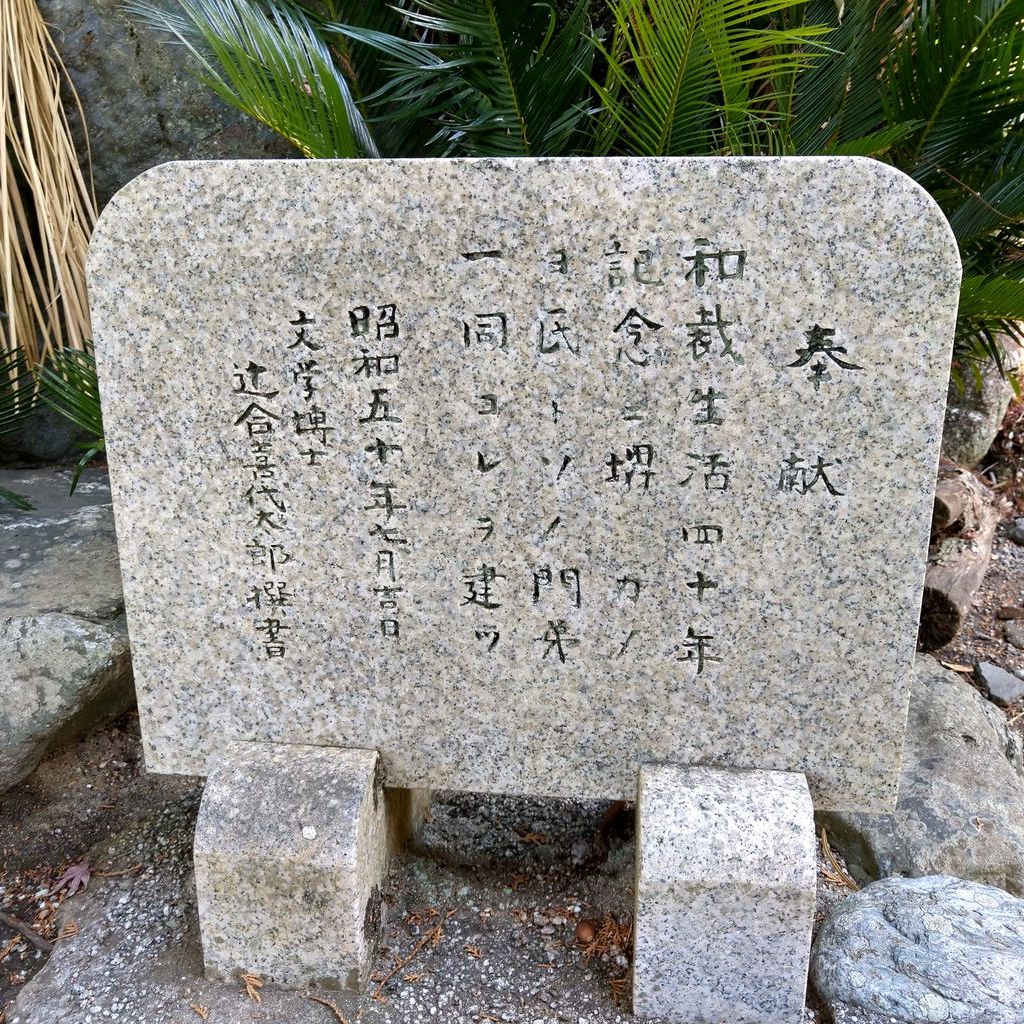 奉献
和裁生活四十年
記念ニ堺カノ
ヨ民トソノ門弟
一同コレラ建ツ
昭和五十年七月吉日
文学博士
辻合喜代太郎撰書